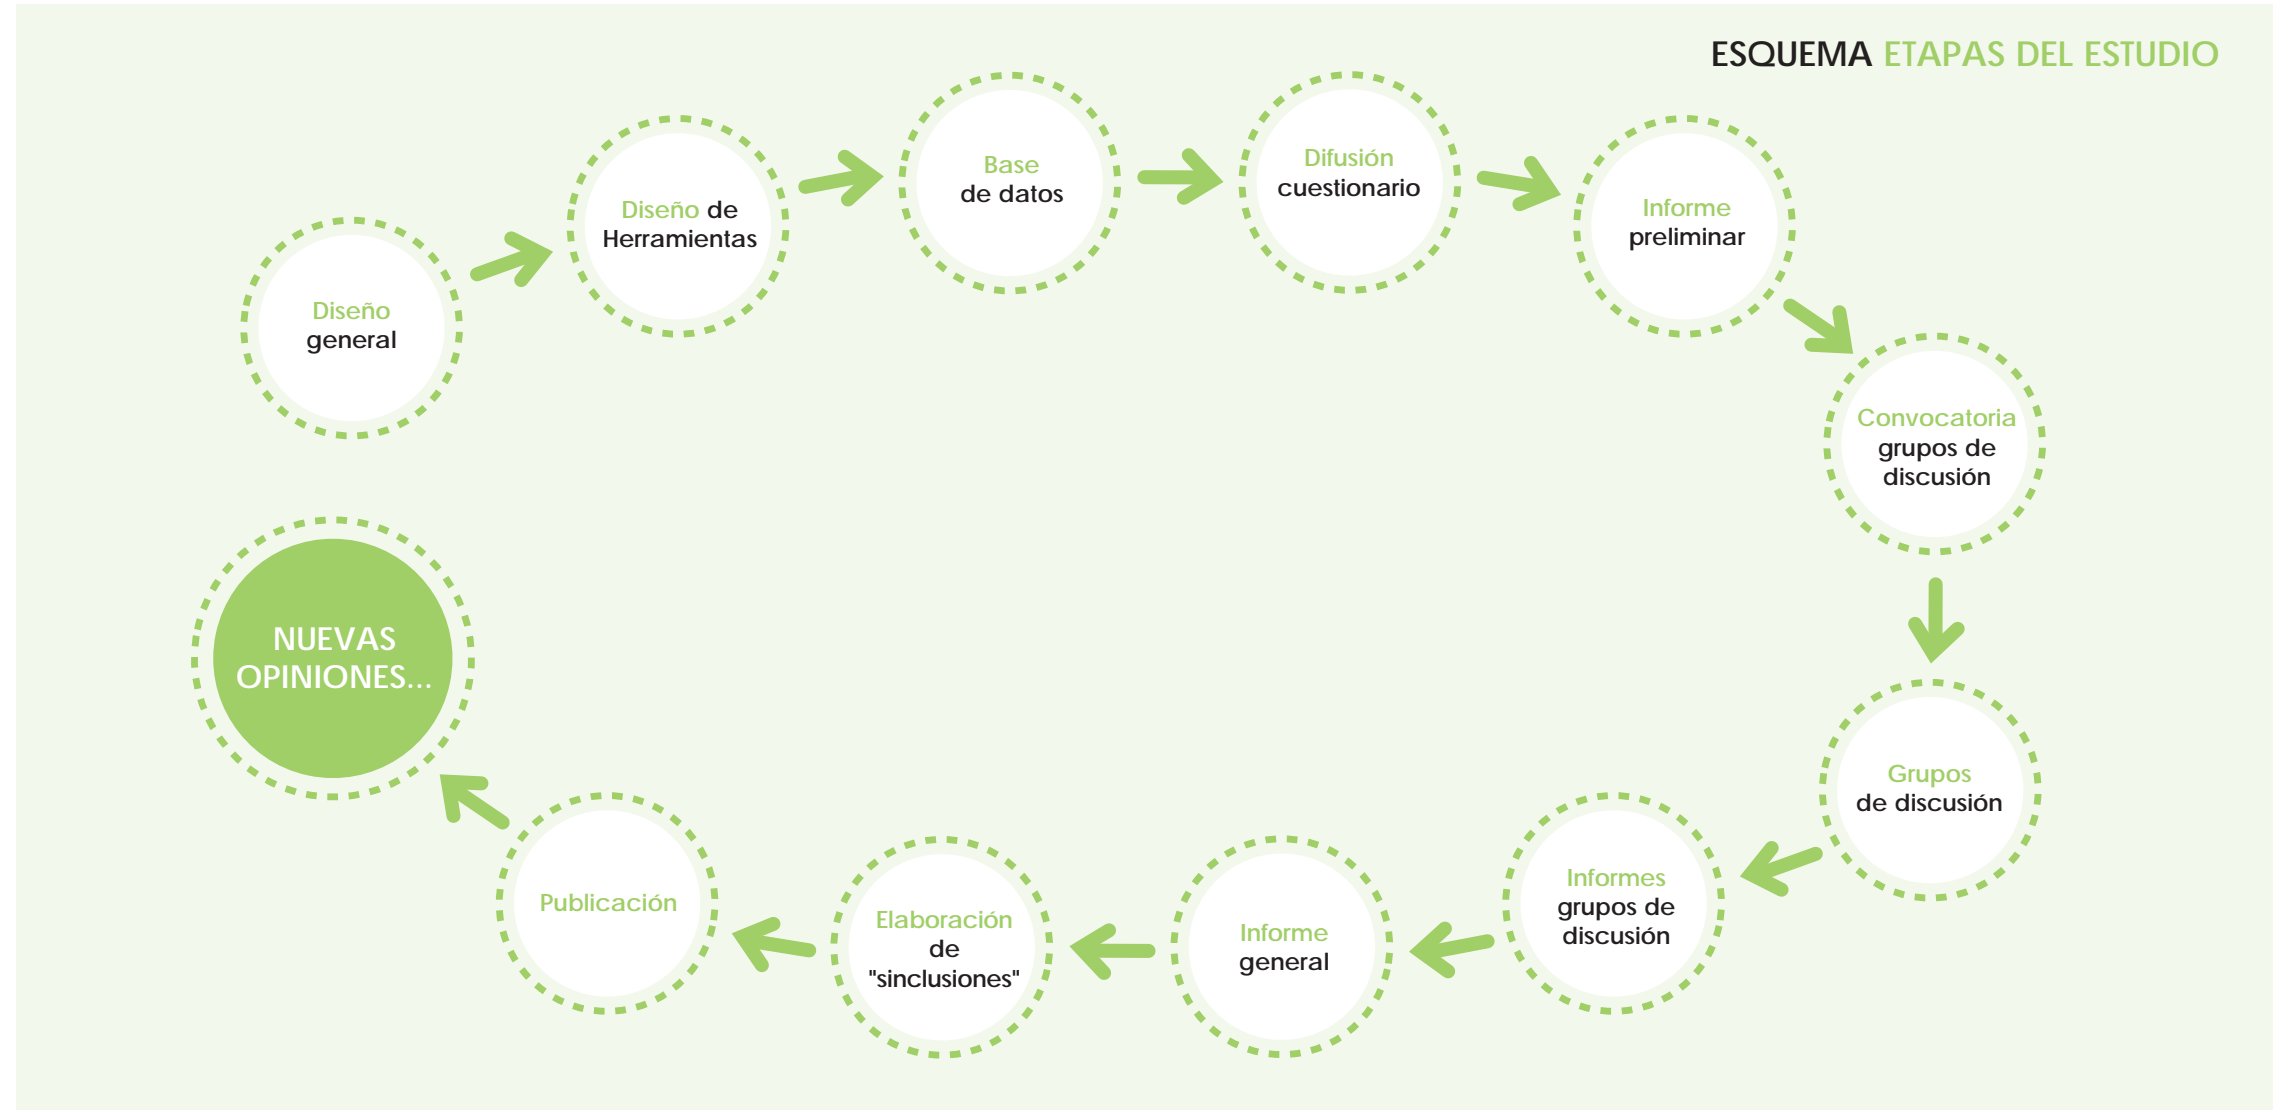 ESQUEMA ETAPAS DEL ESTUDIO
Diseño
general
Diseño de
Herramientas
Base
de datos
Difusión
cuestionario
Informe
preliminar
Convocatoria
grupos de
discusión
Grupos
de discusión
Informes
grupos de
discusión
Informe
general
Elaboración
de
"sinclusiones"
Publicación
NUEVAS
OPINIONES...